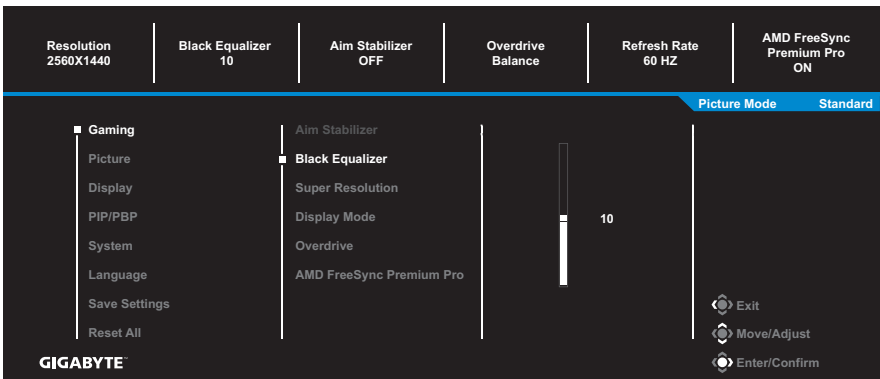 Resolution
2560X1440
Black Equalizer
10
Aim Stabilizer
OFF
Overdrive
Balance
Refresh Rate
60 HZ
AMD FreeSync
Premium Pro
ON
Picture Mode Standard
Gaming
Picture
Display
PIP/PBP
System
Language
Save Settings
Reset All
Aim Stabilizer
Black Equalizer
Super Resolution
Display Mode
Overdrive
AMD FreeSync Premium Pro
10
Exit
Move/Adjust
Enter/Confirm
GIGABYTE™